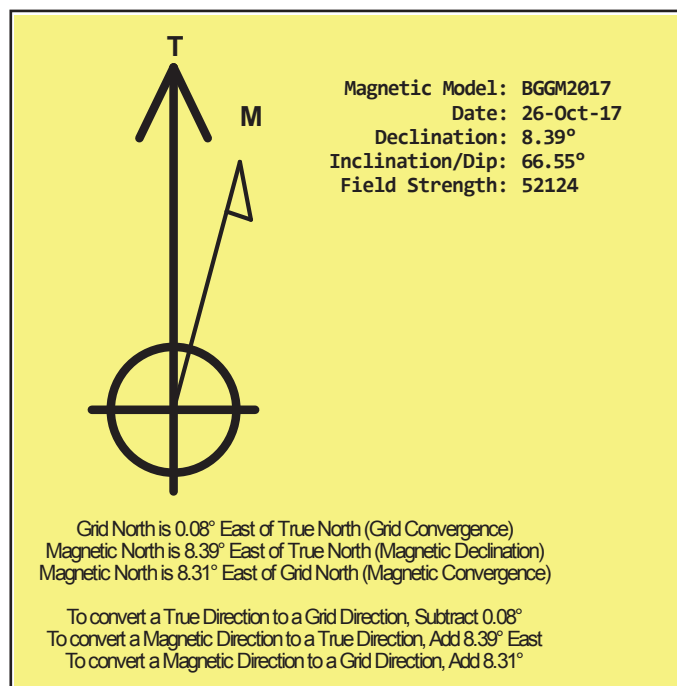 T
M
Magnetic Model: BGGM2017
Date: 26-Oct-17
Declination: 8.39°
Inclination/Dip: 66.55°
Field Strength: 52124
Grid North is 0.08° East of True North (Grid Convergence)
Magnetic North is 8.39° East of True North (Magnetic Declination)
Magnetic North is 8.31° East of Grid North (Magnetic Convergence)
To convert a True Direction to a Grid Direction, Subtract 0.08°
To convert a Magnetic Direction to a True Direction, Add 8.39° East
To convert a Magnetic Direction to a Grid Direction, Add 8.31°